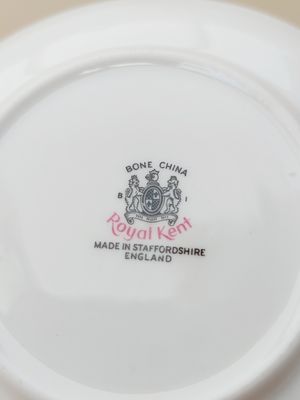 BONE CHINA
B I
Royal Kent
MADE IN STAFFORDSHIRE
ENGLAND